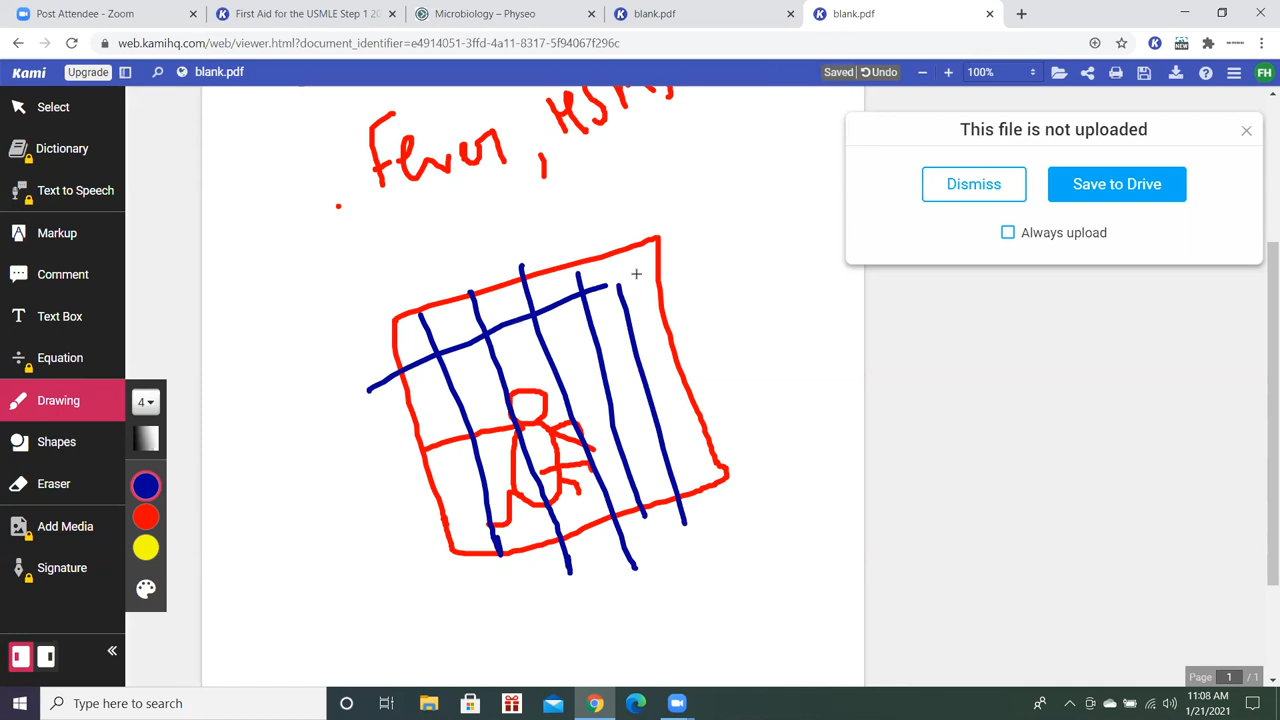 Post Attendee - Zoom
First Aid for the USMLE Step 1 20
Microbiology – Physeo
blank.pdf
blank.pdf
web.kamihq.com/web/viewer.html?document_identifier=e4914051-3ffd-4a11-8317-5f94067f296c
NEW
Kami
Upgrade
blank.pdf
Saved
Undo
100%
FH
Select
Dictionary
Text to Speech
Markup
Comment
Text Box
Equation
Drawing
Shapes
Eraser
Add Media
Signature
4
Fever,
This file is not uploaded
Dismiss
Save to Drive
Always upload
Page 1 / 1
Type here to search
11:08 AM
1/21/2021